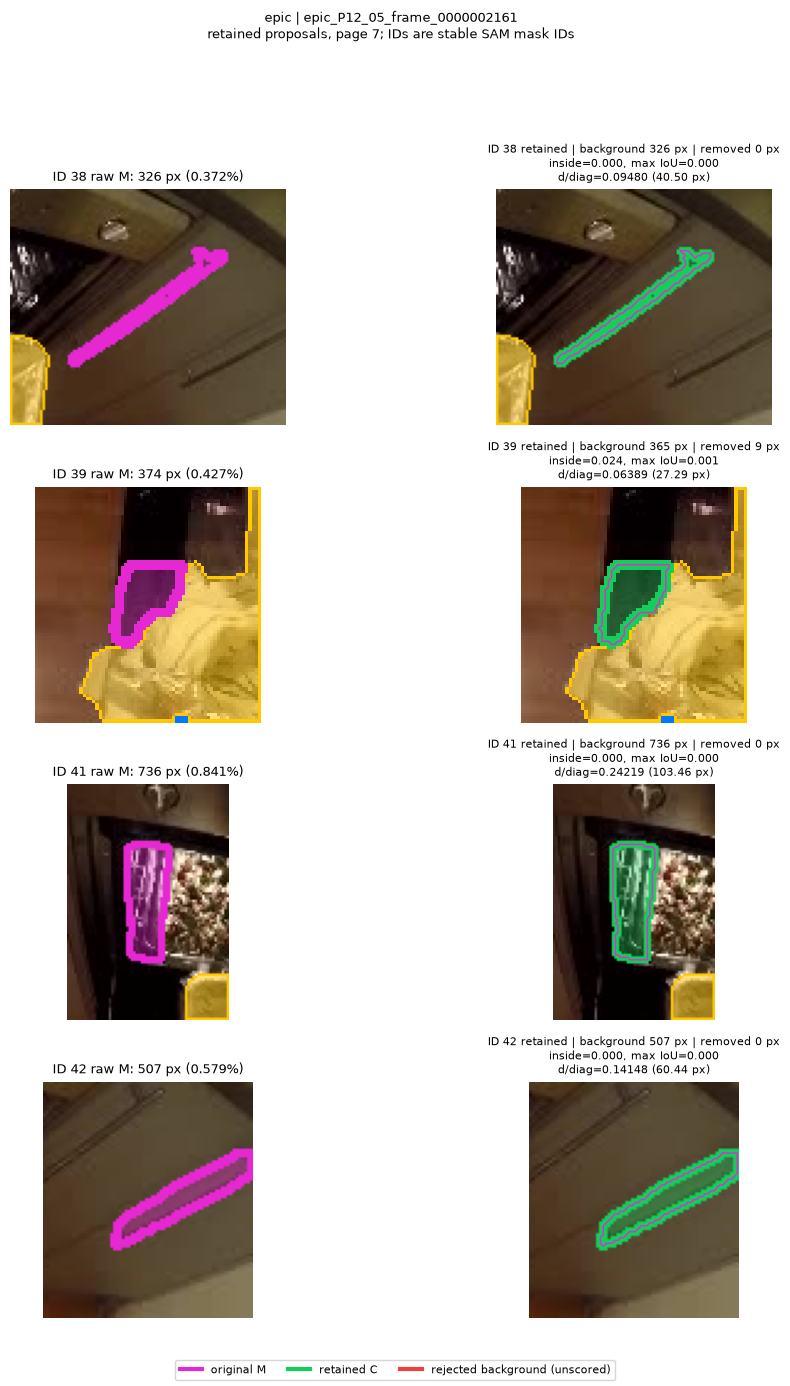 epic | epic_P12_05_frame_0000002161
retained proposals, page 7; IDs are stable SAM mask IDs
ID 38 raw M: 326 px (0.372%)
ID 38 retained | background 326 px | removed 0 px
inside=0.000, max IoU=0.000
d/diag=0.09480 (40.50 px)
ID 39 raw M: 374 px (0.427%)
ID 39 retained | background 365 px | removed 9 px
inside=0.024, max IoU=0.001
d/diag=0.06389 (27.29 px)
ID 41 raw M: 736 px (0.841%)
ID 41 retained | background 736 px | removed 0 px
inside=0.000, max IoU=0.000
d/diag=0.24219 (103.46 px)
ID 42 raw M: 507 px (0.579%)
ID 42 retained | background 507 px | removed 0 px
inside=0.000, max IoU=0.000
d/diag=0.14148 (60.44 px)
original M
retained C
rejected background (unscored)